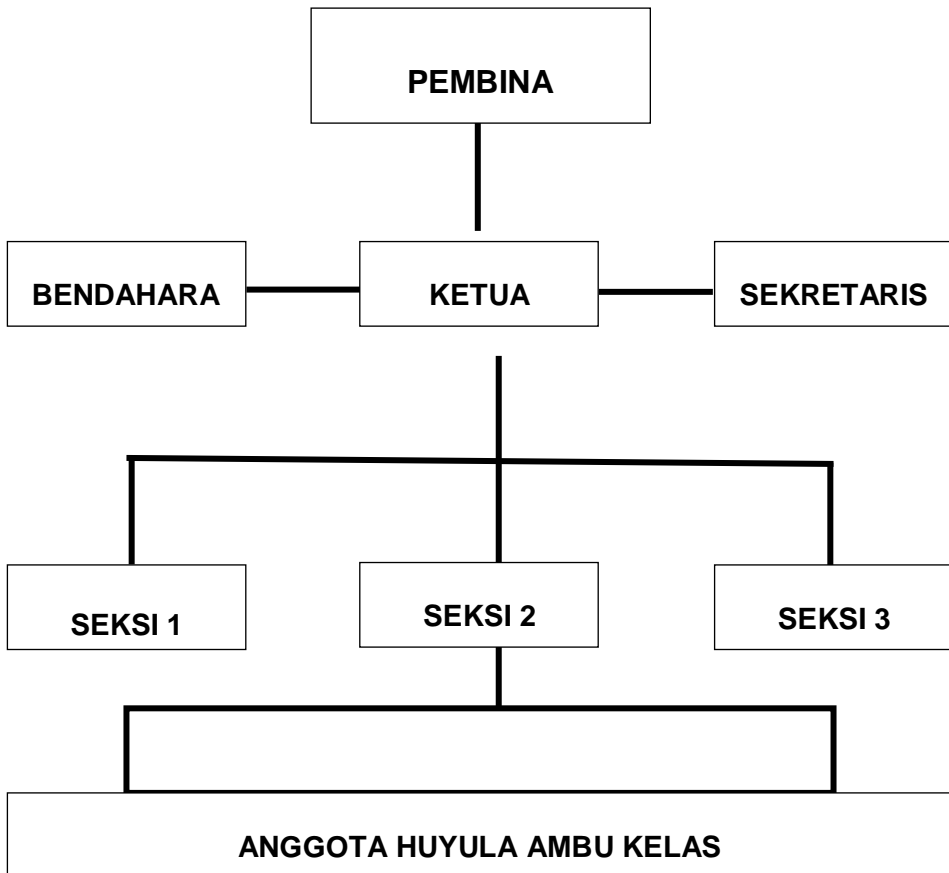 PEMBINA
BENDAHARA
KETUA
SEKRETARIS
SEKSI 1
SEKSI 2
SEKSI 3
ANGGOTA HUYULA AMBU KELAS